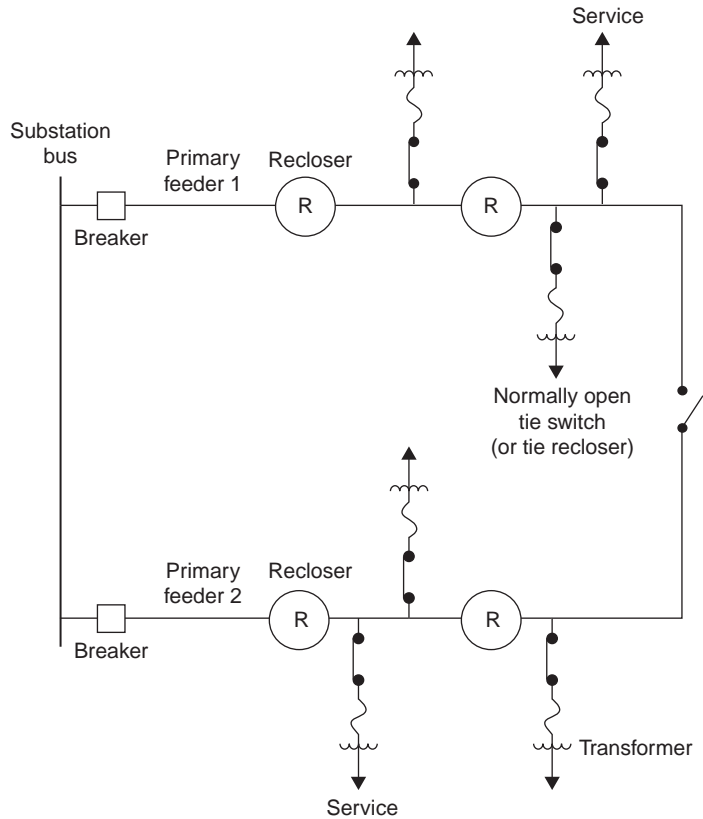 Service
Substation
bus
Primary
feeder 1
Recloser
R
R
Breaker
Normally open
tie switch
(or tie recloser)
Primary
feeder 2
Recloser
R
R
Breaker
Transformer
Service